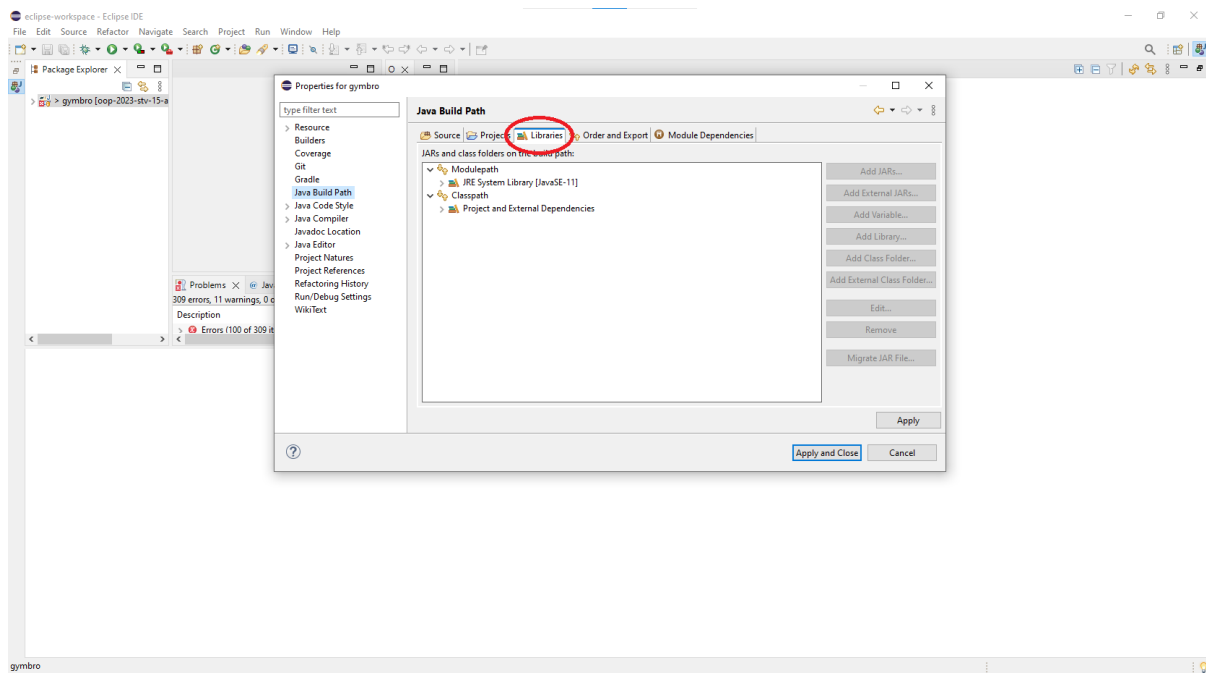 eclipse-workspace - Eclipse IDE
File Edit Source Refactor Navigate Search Project Run Window Help
Package Explorer
> gymbro [oop-2023-stv-15-a
Properties for gymbro
type filter text
Resource
Builders
Coverage
Git
Gradle
Java Build Path
Java Code Style
Java Compiler
Javadoc Location
Java Editor
Project Natures
Project References
Refactoring History
Run/Debug Settings
WikiText
Java Build Path
Source Projects Libraries Order and Export Module Dependencies
JARs and class folders on the build path:
Modulepath
JRE System Library [JavaSE-11]
Classpath
Project and External Dependencies
Add JARs...
Add External JARs...
Add Variable...
Add Library...
Add Class Folder...
Add External Class Folder...
Edit...
Remove
Migrate JAR File...
Apply
? Apply and Close Cancel
Problems @ Jav
309 errors, 11 warnings, 0 o
Description
Errors (100 of 309 it
gymbro